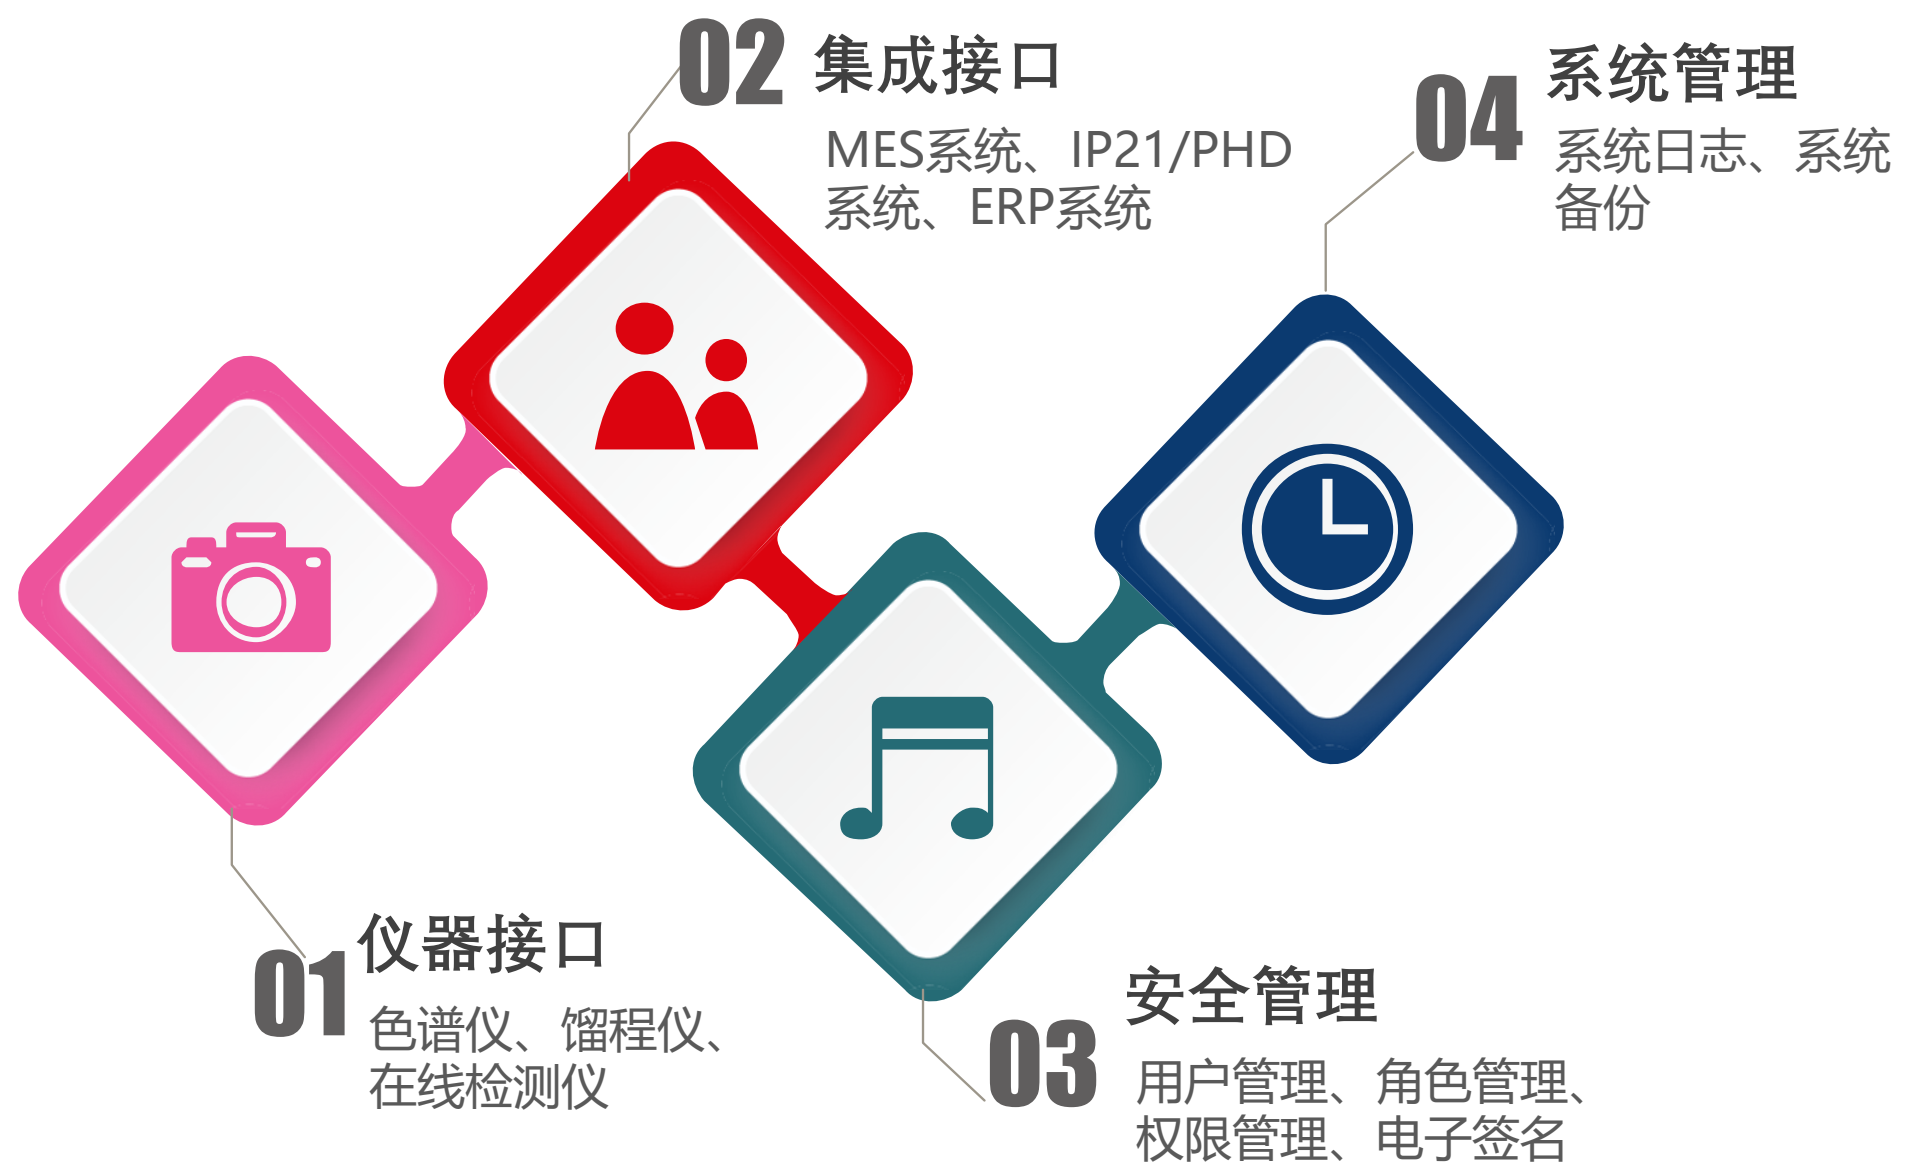 01
仪器接口
色谱仪、馏程仪、
在线检测仪
02
集成接口
MES系统、IP21/PHD
系统、ERP系统
03
安全管理
用户管理、角色管理、
权限管理、电子签名
04
系统管理
系统日志、系统
备份